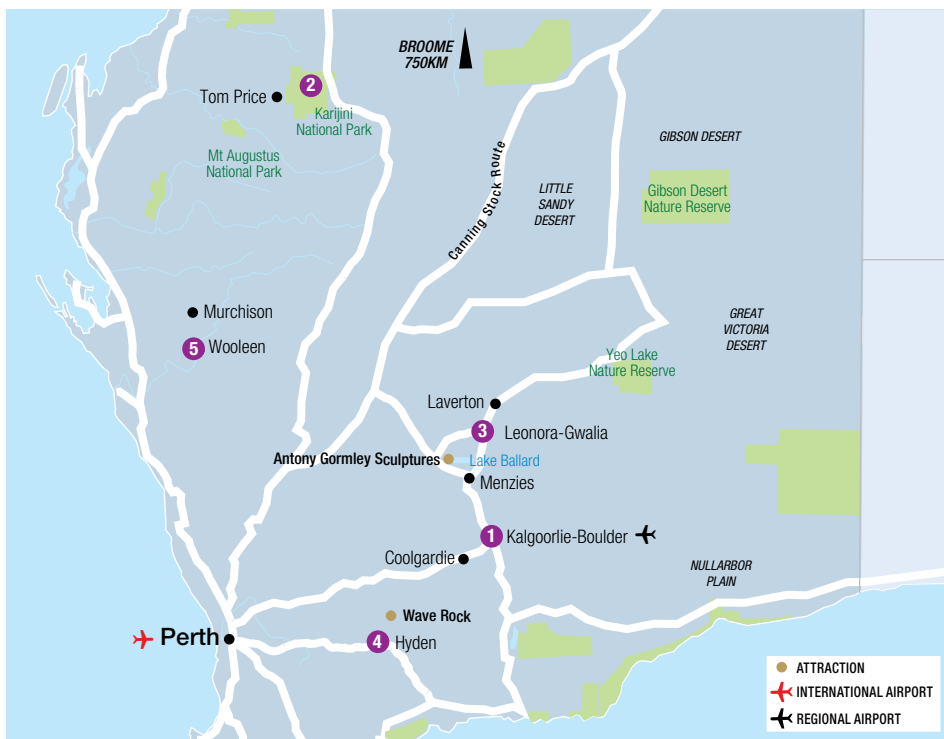 BROOME
750KM
2
Tom Price
Karijini
National Park
Mt Augustus
National Park
GIBSON DESERT
Canning Stock Route
LITTLE
SANDY
DESERT
Gibson Desert
Nature Reserve
Murchison
5 Wooleen
GREAT
VICTORIA
DESERT
Yeo Lake
Nature Reserve
Laverton
3 Leonora-Gwalia
Antony Gormley Sculptures
Lake Ballard
Menzies
1 Kalgoorlie-Boulder
Coolgardie
NULLARBOR
PLAIN
Wave Rock
Perth
4 Hyden
ATTRACTION
INTERNATIONAL AIRPORT
REGIONAL AIRPORT